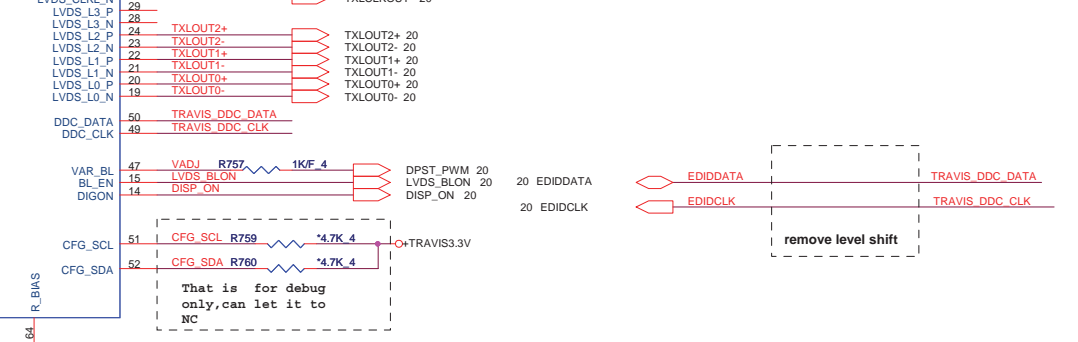 LVDS_L3_P 29
LVDS_L3_N 28
LVDS_L2_P 24 TXLOUT2+ TXLOUT2+ 20
LVDS_L2_N 23 TXLOUT2- TXLOUT2- 20
LVDS_L1_P 22 TXLOUT1+ TXLOUT1+ 20
LVDS_L1_N 21 TXLOUT1- TXLOUT1- 20
LVDS_L0_P 20 TXLOUT0+ TXLOUT0+ 20
LVDS_L0_N 19 TXLOUT0- TXLOUT0- 20
DDC_DATA 50 TRAVIS_DDC_DATA
DDC_CLK 49 TRAVIS_DDC_CLK
VAR_BL 47 VADJ R757 1K/F_4 DPST_PWM 20
BL_EN 15 LVDS_BLON LVDS_BLON 20
DIGON 14 DISP_ON DISP_ON 20
20 EDIDDATA EDIDDATA TRAVIS_DDC_DATA
20 EDIDCLK EDIDCLK TRAVIS_DDC_CLK
remove level shift
CFG_SCL 51 CFG_SCL R759 *4.7K_4 +TRAVIS3.3V
CFG_SDA 52 CFG_SDA R760 *4.7K_4
That is for debug
only,can let it to
NC
R_BIAS
64